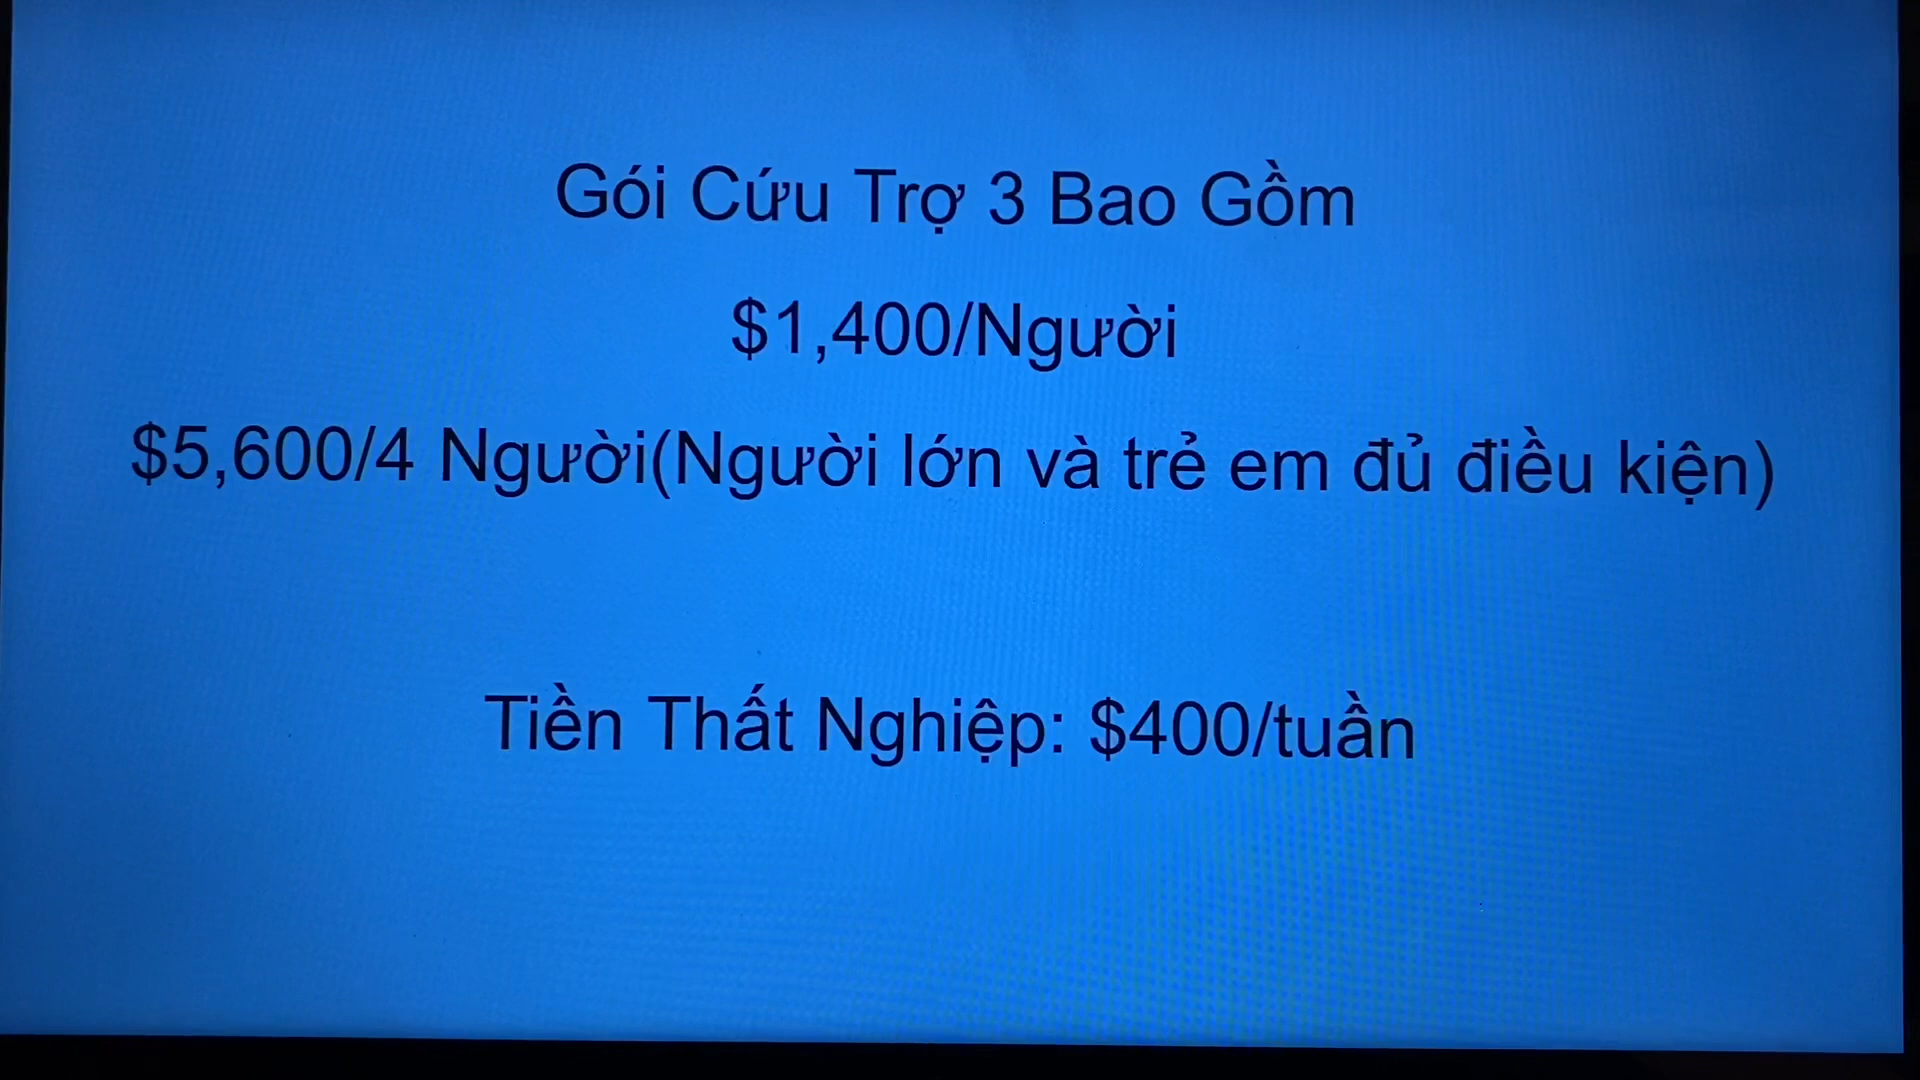 Gói Cứu Trợ 3 Bao Gồm
$1,400/Người
$5,600/4 Người(Người lớn và trẻ em đủ điều kiện)
Tiền Thất Nghiệp: $400/tuần